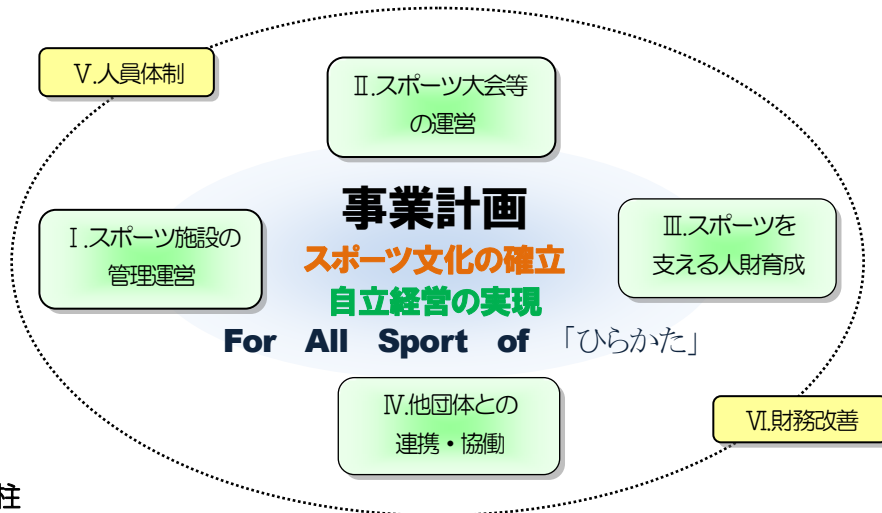 Ⅴ.人員体制
Ⅱ.スポーツ大会等
の運営
事業計画
スポーツ文化の確立
自立経営の実現
For All Sport of 「ひらかた」
Ⅰ.スポーツ施設の
管理運営
Ⅲ.スポーツを
支える人財育成
Ⅳ.他団体との
連携・協働
Ⅵ.財務改善
柱